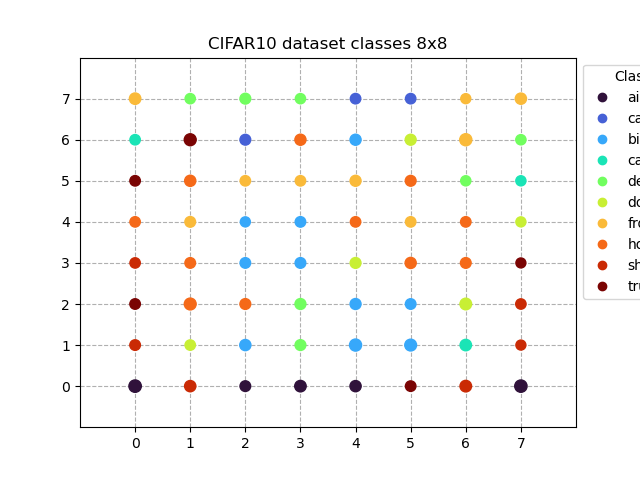 CIFAR10 dataset classes 8x8
Clas
ai
ca
bi
ca
de
do
fro
ho
sh
tru
7
6
5
4
3
2
1
0
0 1 2 3 4 5 6 7